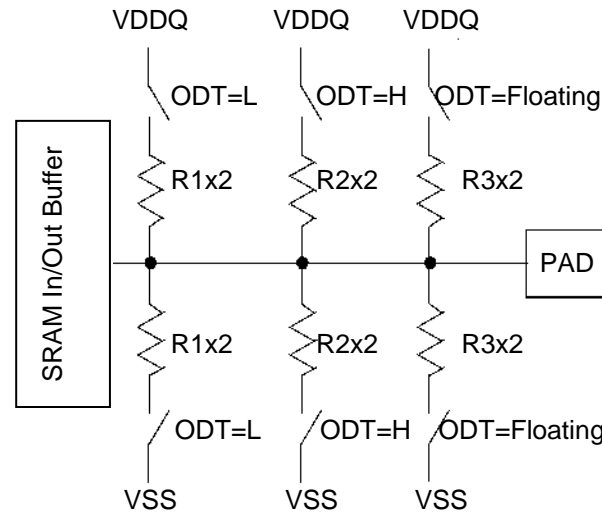 VDDQ VDDQ VDDQ
ODT=L ODT=H ODT=Floating
R1x2 R2x2 R3x2
SRAM In/Out Buffer
PAD
R1x2 R2x2 R3x2
ODT=L ODT=H ODT=Floating
VSS VSS VSS